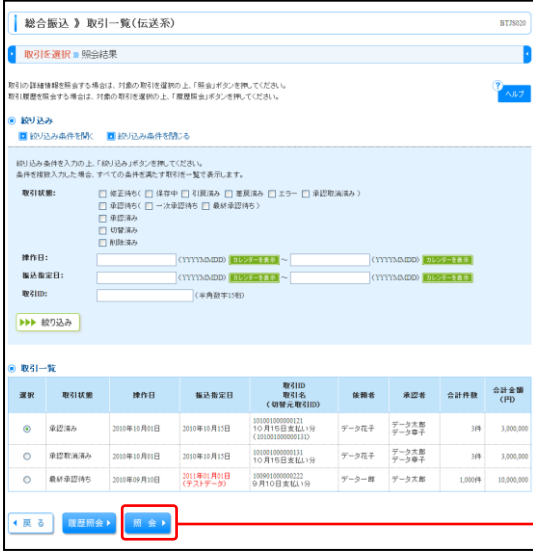 総合振込 》 取引一覧(伝送系)
BTJS020
取引を選択 ≫ 照会結果
取引の詳細情報を照会する場合は、対象の取引を選択の上、「照会」ボタンを押してください。
取引履歴を照会する場合は、対象の取引を選択の上、「履歴照会」ボタンを押してください。
? ヘルプ
絞り込み
絞り込み条件を開く 絞り込み条件を閉じる
絞り込み条件を入力の上、「絞り込み」ボタンを押してください。
条件を複数入力した場合、すべての条件を満たす取引を一覧で表示します。
取引状態: 修正待ち( 保存中 引戻済み 差戻済み エラー 承認取消済み )
承認待ち( 一次承認待ち 最終承認待ち )
承認済み
切替済み
削除済み
操作日: (YYYYMMDD) カレンダーを表示 ~ (YYYYMMDD) カレンダーを表示
振込指定日: (YYYYMMDD) カレンダーを表示 ~ (YYYYMMDD) カレンダーを表示
取引ID: (半角数字15桁)
絞り込み
取引一覧
選択 取引状態 操作日 振込指定日 取引ID 取引名 (切替元取引ID) 依頼者 承認者 合計件数 合計金額 (円)
承認済み 2010年10月01日 2010年10月15日 101001000000121 10月15日支払い分 (101001000000131) データ花子 データ太郎 データ幸子 3件 3,000,000
承認取消済み 2010年10月01日 2010年10月15日 101001000000131 10月15日支払い分 データ花子 データ太郎 データ幸子 3件 3,000,000
最終承認待ち 2010年09月10日 2011年01月01日 (テストデータ) 100901000000222 9月10日支払い分 データ一郎 データ太郎 1,000件 10,000,000
戻 る 履歴照会 照 会